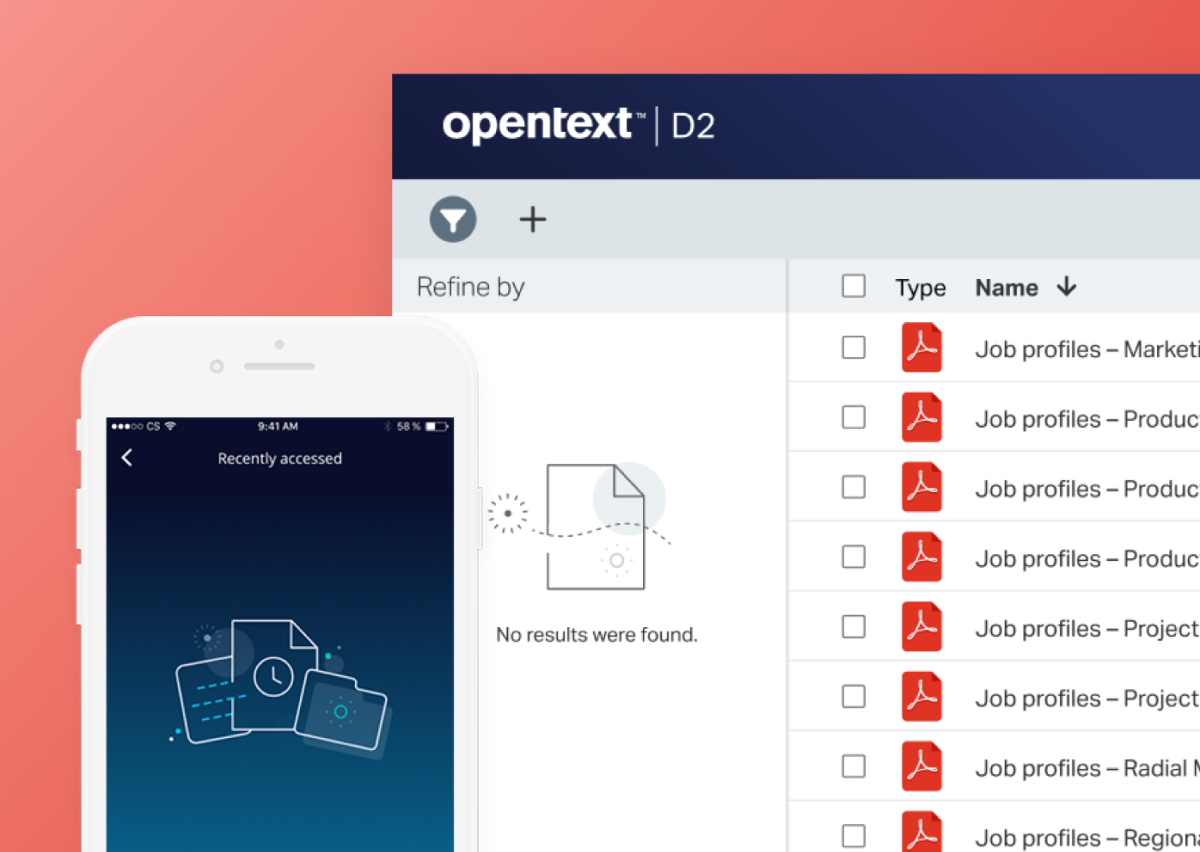 opentext™ | D2
Refine by
Type Name
Job profiles – Marketi
Job profiles – Produc
Job profiles – Product
Job profiles – Produc
Job profiles – Project
Job profiles – Project
Job profiles – Radial
Job profiles – Regiona
No results were found.
CS 9:41 AM 58 %
Recently accessed